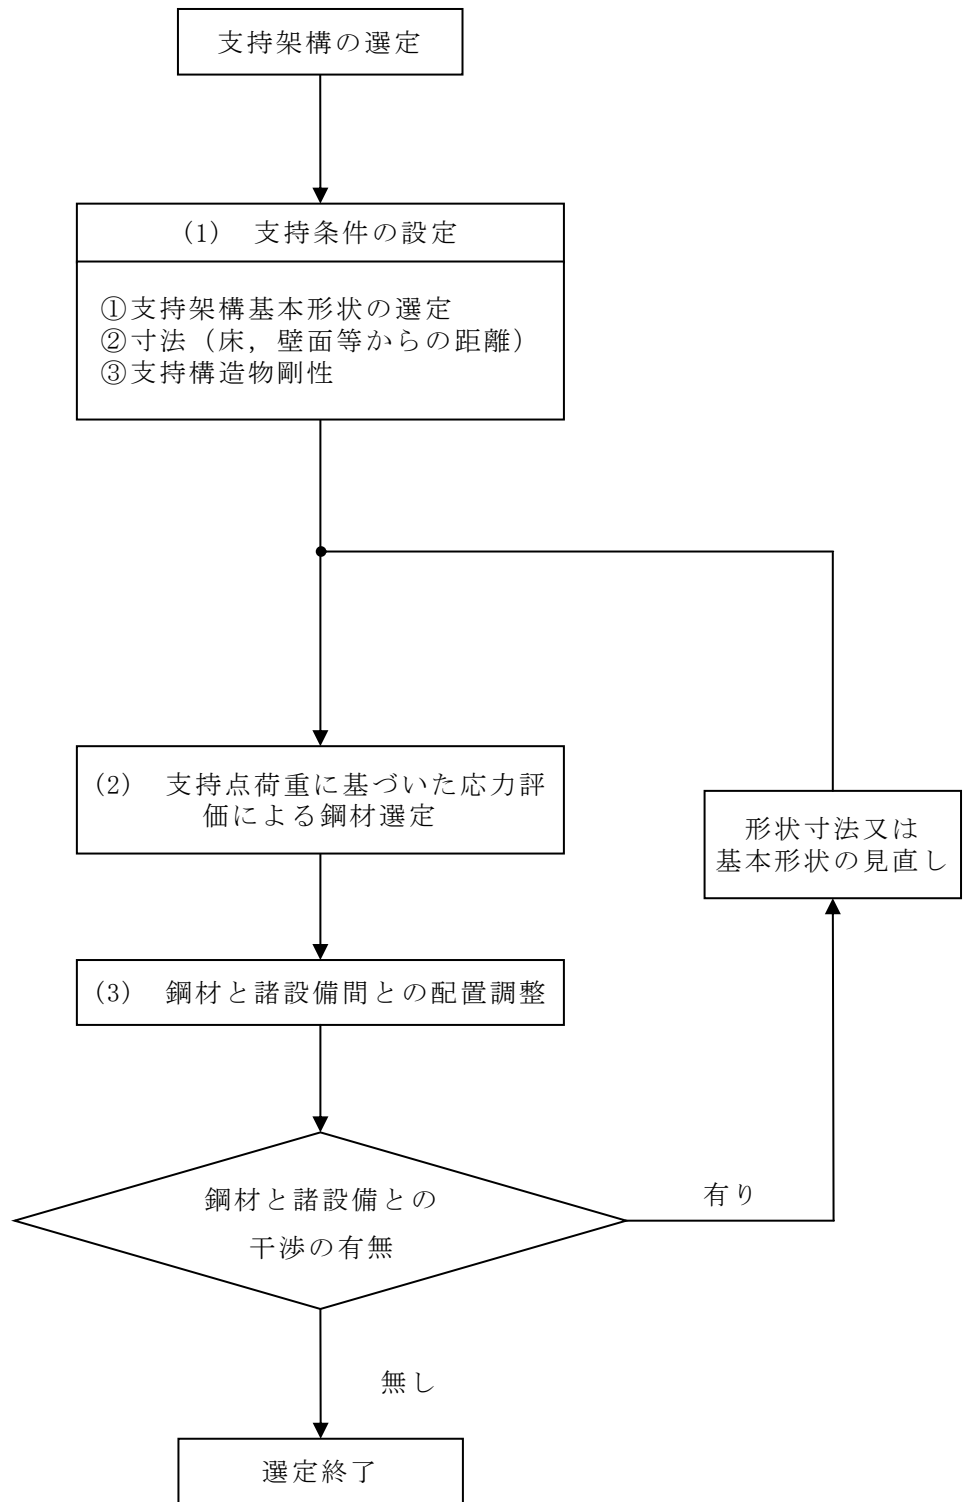 支持架構の選定
(1) 支持条件の設定
①支持架構基本形状の選定
②寸法（床，壁面等からの距離）
③支持構造物剛性
(2) 支持点荷重に基づいた応力評
価による鋼材選定
形状寸法又は
基本形状の見直し
(3) 鋼材と諸設備間との配置調整
鋼材と諸設備との
干渉の有無
有り
無し
選定終了